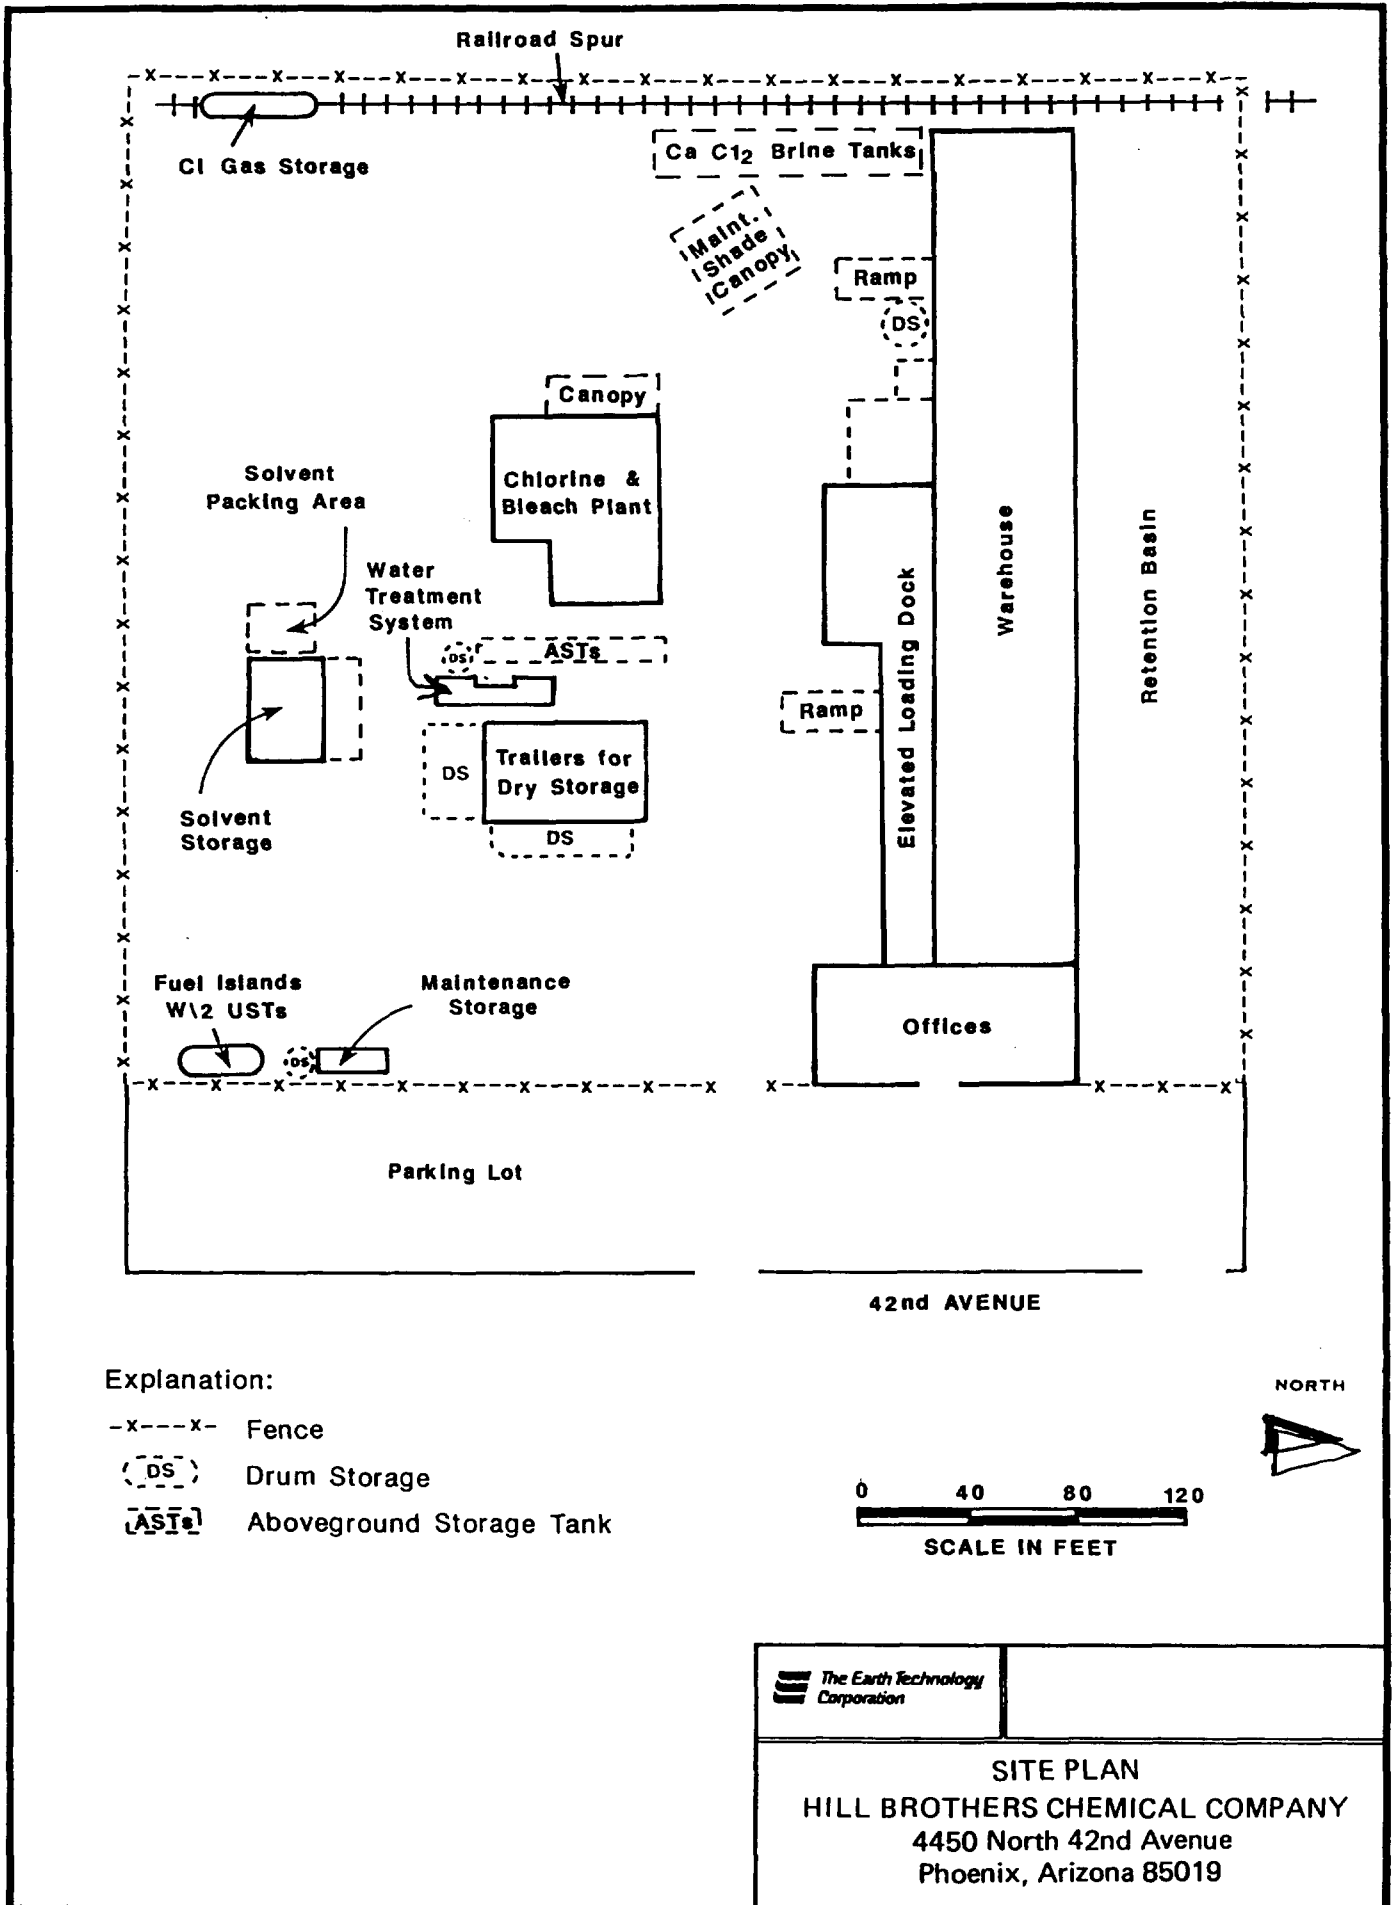 Railroad Spur
Cl Gas Storage
Ca Cl2 Brine Tanks
Maint.
Shade
Canopy
Ramp
DS
Canopy
Chlorine &
Bleach Plant
Solvent
Packing Area
Water
Treatment
System
DS
ASTs
Warehouse
Retention Basin
Elevated Loading Dock
Ramp
Trailers for
Dry Storage
DS
DS
Solvent
Storage
Fuel Islands
W\2 USTs
Maintenance
Storage
DS
Offices
Parking Lot
42nd AVENUE
Explanation:
-x---x- Fence
DS Drum Storage
ASTs Aboveground Storage Tank
NORTH
0 40 80 120
SCALE IN FEET
The Earth Technology
Corporation
SITE PLAN
HILL BROTHERS CHEMICAL COMPANY
4450 North 42nd Avenue
Phoenix, Arizona 85019